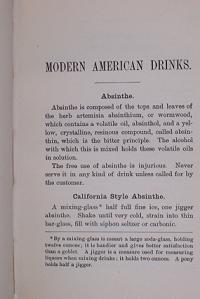 MODERN AMERICAN DRINKS.
Absinthe.
Absinthe is composed of the tops and leaves of
the herb artemisia absinthium, or wormwood,
which contains a volatile oil, absinthol, and a yel-
low, crystalline, resinous compound, called absin-
thin, which is the bitter principle. The alcohol
with which this is mixed holds these volatile oils
in solution.
The free use of absinthe is injurious. Never
serve it in any kind of drink unless called for by
the customer.
California Style Absinthe.
A mixing-glass* half full fine ice, one jigger
absinthe. Shake until very cold, strain into thin
bar-glass, fill with siphon seltzer or carbonic.
* By a mixing-glass is meant a large soda-glass, holding
twelve ounces; it is handier and gives better satisfaction
than a goblet. A jigger is a measure used for measuring
liquors when mixing drinks; it holds two ounces. A pony
holds half a jigger.